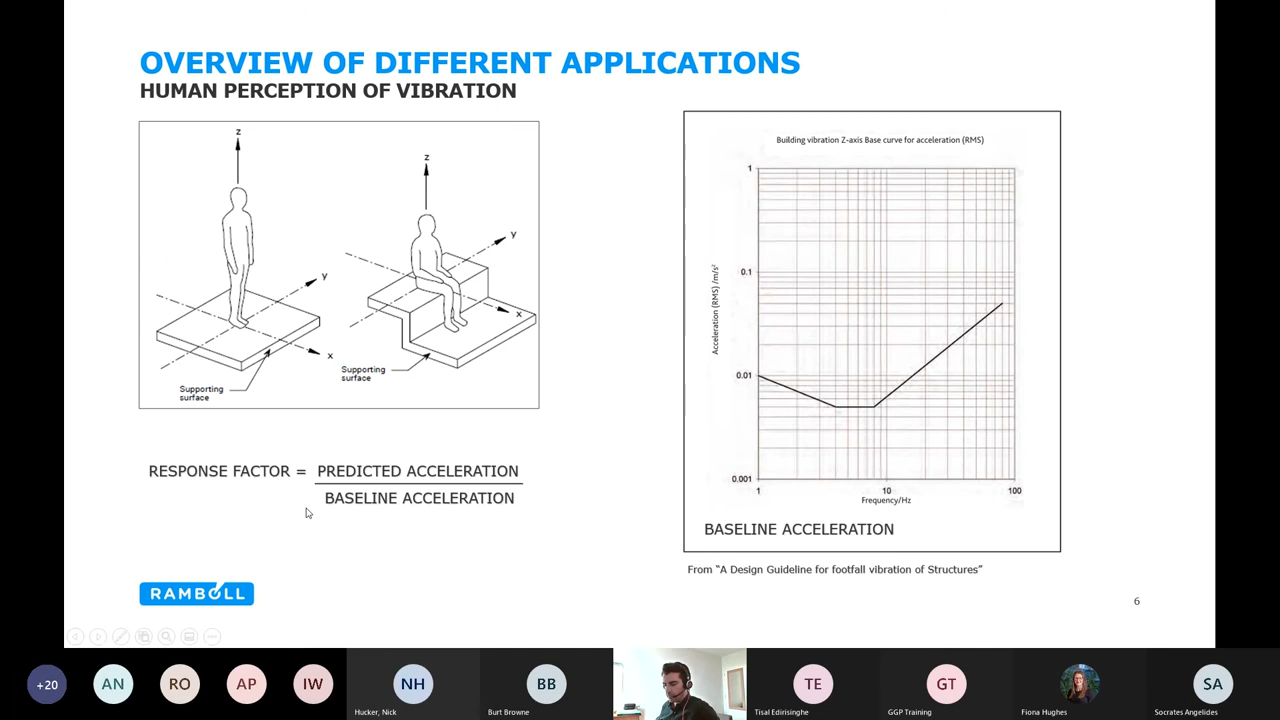 OVERVIEW OF DIFFERENT APPLICATIONS
HUMAN PERCEPTION OF VIBRATION
z
y
x
Supporting
surface
z
y
x
Supporting
surface
RESPONSE FACTOR = PREDICTED ACCELERATION
BASELINE ACCELERATION
Building vibration Z-axis Base curve for acceleration (RMS)
1
0.1
0.01
0.001
Acceleration (RMS) /m/s²
1
10
100
Frequency/Hz
BASELINE ACCELERATION
From “A Design Guideline for footfall vibration of Structures”
RAMBOLL
6
+20
AN
RO
AP
IW
NH
Hucker, Nick
BB
Burt Browne
TE
Tisal Edirisinghe
GT
GGP Training
Fiona Hughes
SA
Socrates Angelides